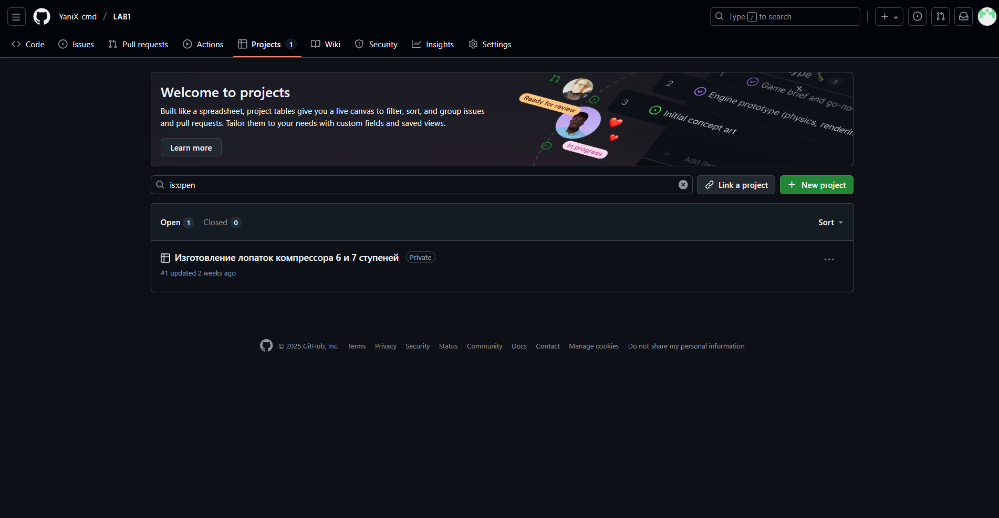 YaniX-cmd / LAB1
Type / to search
Code
Issues
Pull requests
Actions
Projects 1
Wiki
Security
Insights
Settings
Welcome to projects
Built like a spreadsheet, project tables give you a live canvas to filter, sort, and group issues
and pull requests. Tailor them to your needs with custom fields and saved views.
Learn more
Ready for review
In progress
3
Game brief and go-no-
2
Engine prototype (physics, renderin
3
Initial concept art
Add item
is:open
Link a project
New project
Open 1
Closed 0
Sort
Изготовление лопаток компрессора 6 и 7 ступеней
Private
#1 updated 2 weeks ago
© 2025 GitHub, Inc.
Terms
Privacy
Security
Status
Community
Docs
Contact
Manage cookies
Do not share my personal information